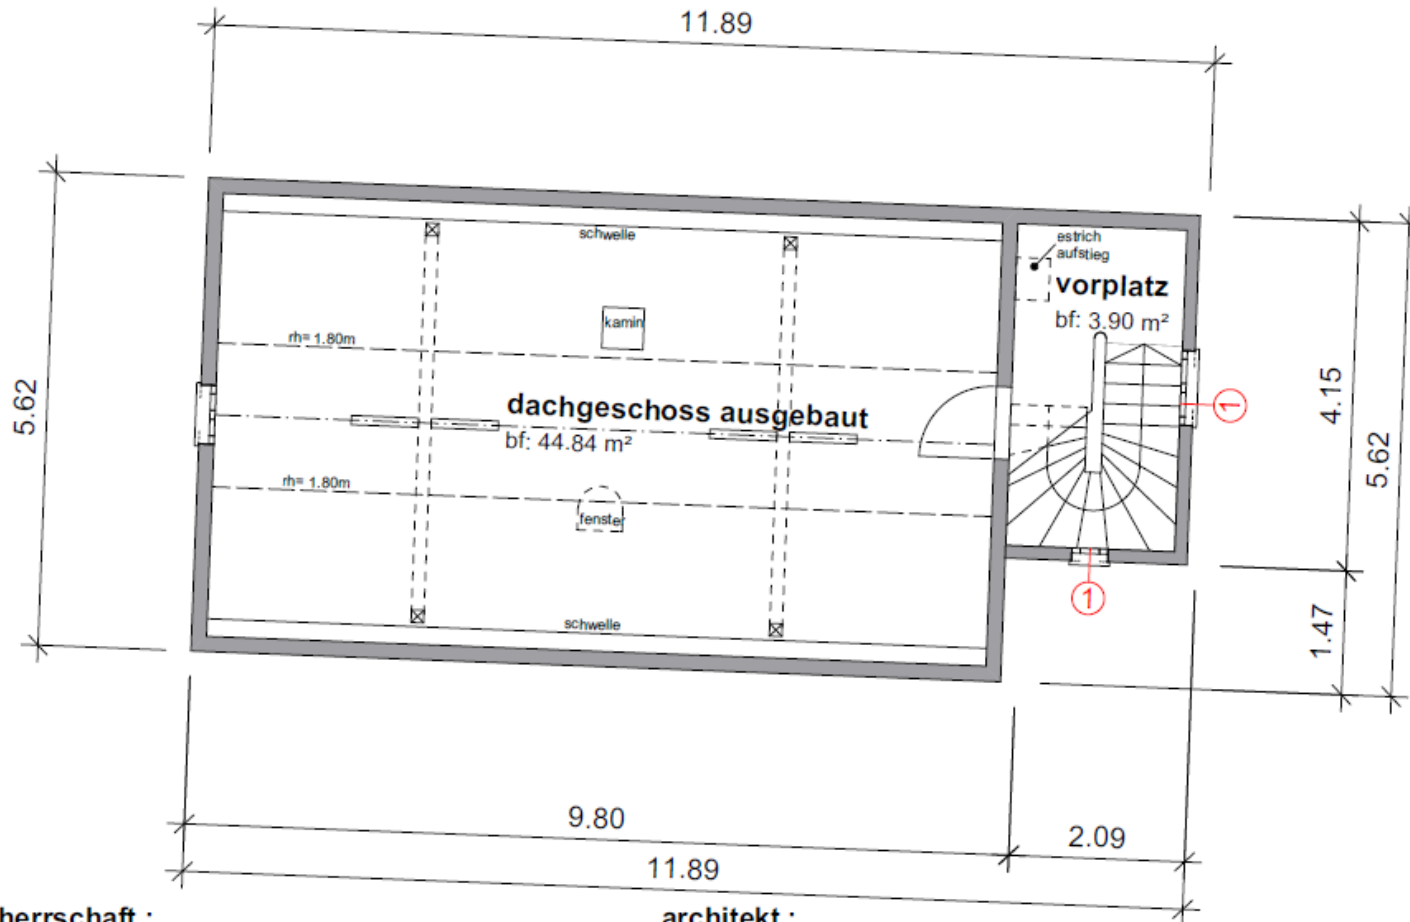 11.89
5.62
schwelle
estrich
aufstieg
vorplatz
bf: 3.90 m²
kamin
rh= 1.80m
dachgeschoss ausgebaut
bf: 44.84 m²
1
4.15
5.62
rh= 1.80m
fenster
1
schwelle
1.47
9.80
2.09
11.89
herrschaft :
architekt :